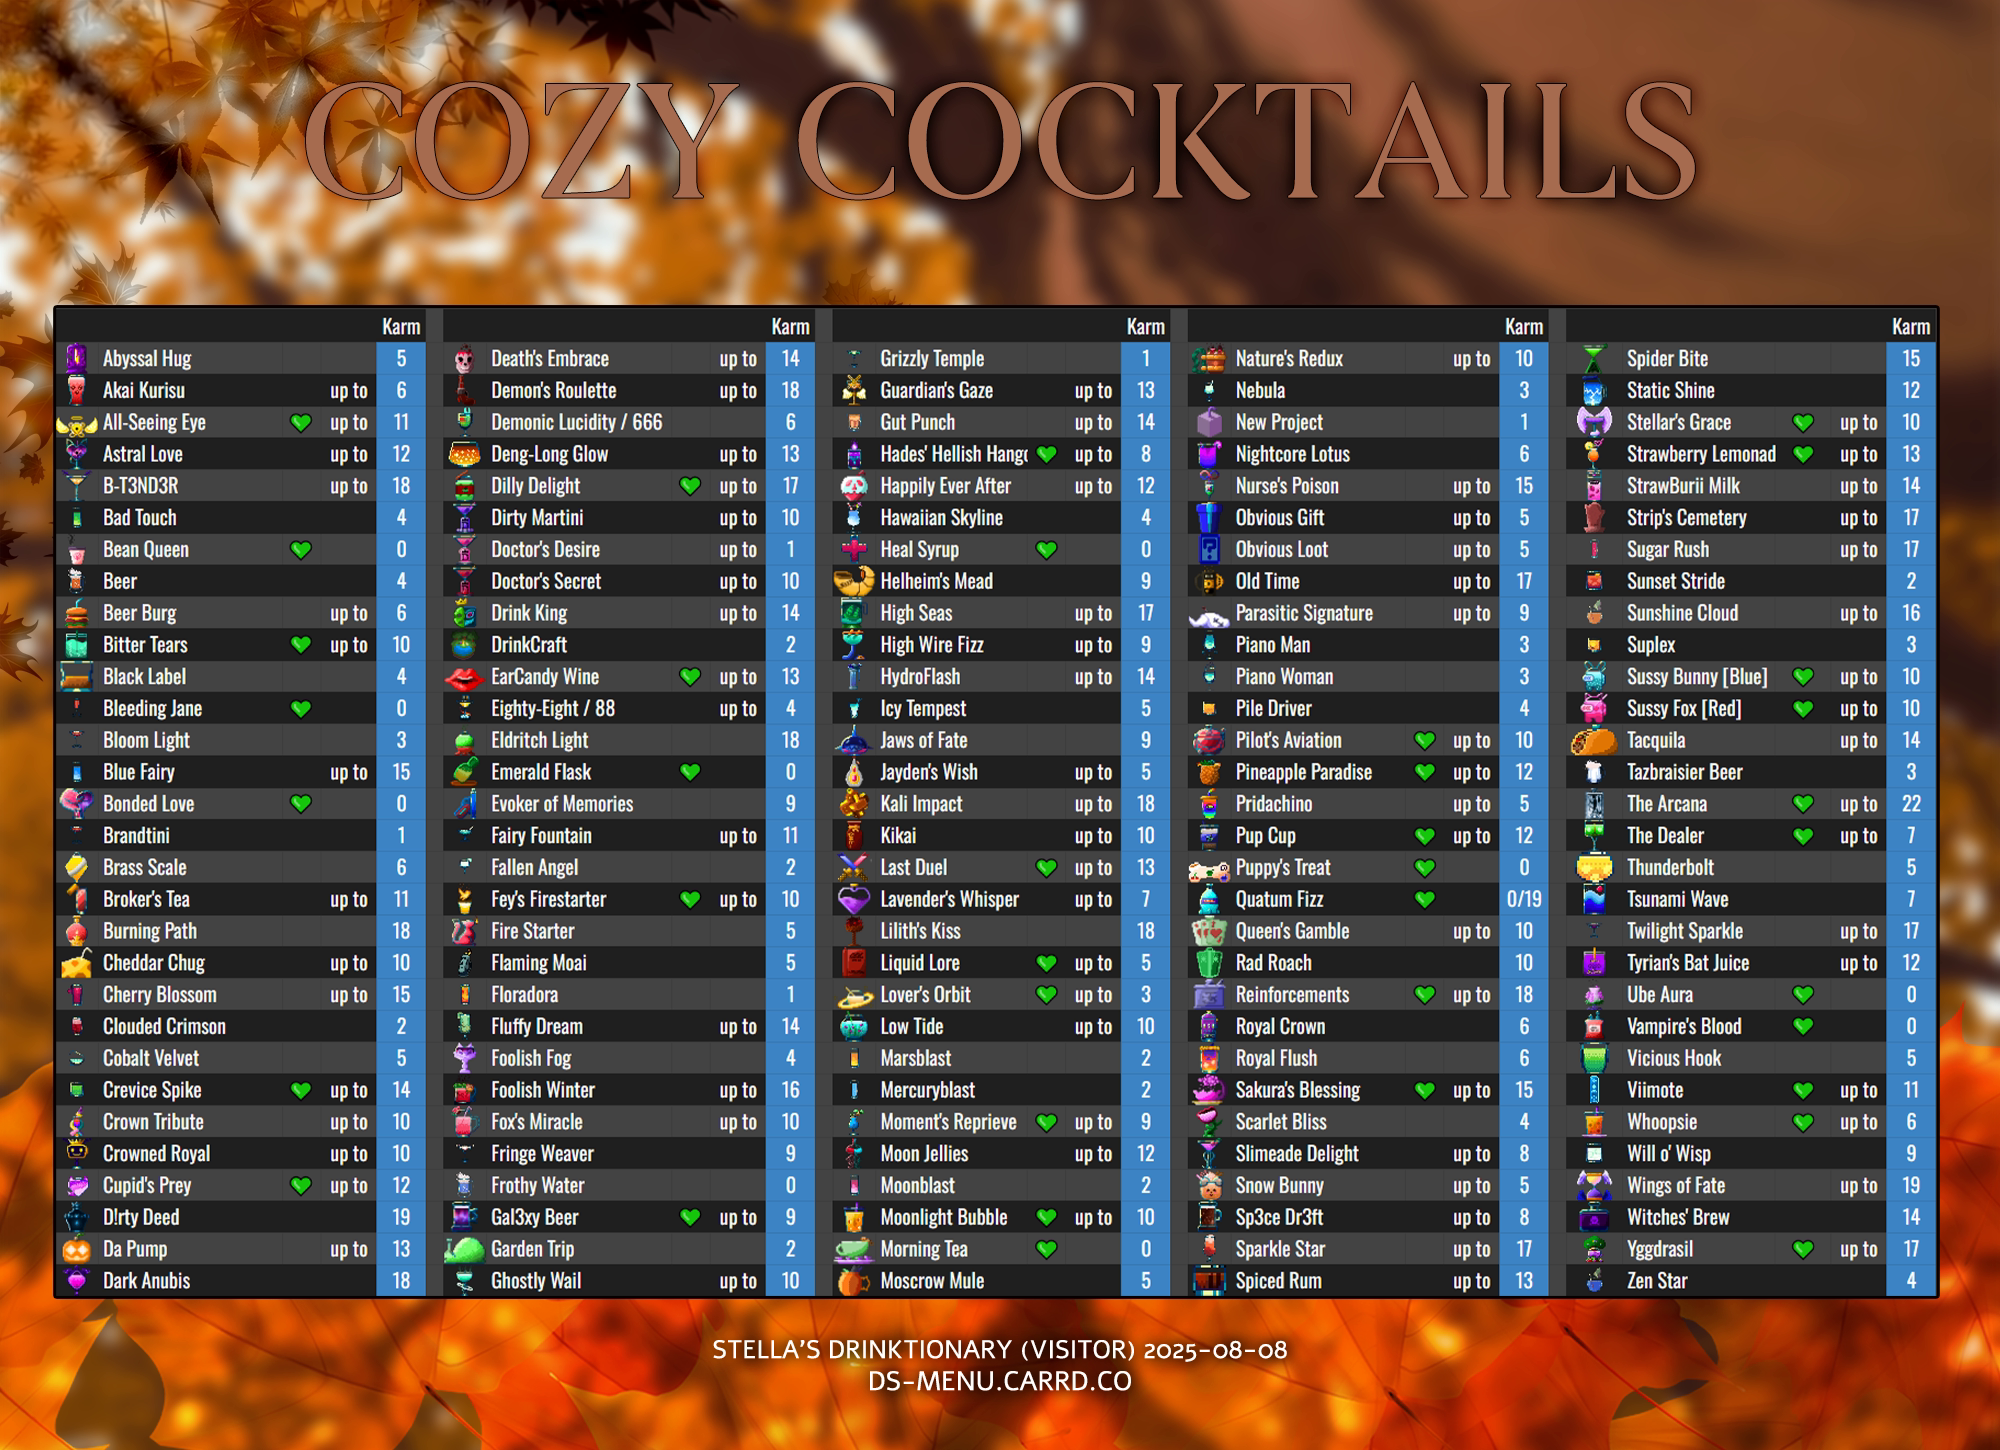 COZY COCKTAILS
Karm
Abyssal Hug 5
Akai Kurisu up to 6
All-Seeing Eye up to 11
Astral Love up to 12
B-T3ND3R up to 18
Bad Touch 4
Bean Queen 0
Beer 4
Beer Burg up to 6
Bitter Tears up to 10
Black Label 4
Bleeding Jane 0
Bloom Light 3
Blue Fairy up to 15
Bonded Love 0
Brandtini 1
Brass Scale 6
Broker's Tea up to 11
Burning Path 18
Cheddar Chug up to 10
Cherry Blossom up to 15
Clouded Crimson 2
Cobalt Velvet 5
Crevice Spike up to 14
Crown Tribute up to 10
Crowned Royal up to 10
Cupid's Prey up to 12
D!rty Deed 19
Da Pump up to 13
Dark Anubis 18
Karm
Death's Embrace up to 14
Demon's Roulette up to 18
Demonic Lucidity / 666 6
Deng-Long Glow up to 13
Dilly Delight up to 17
Dirty Martini up to 10
Doctor's Desire up to 1
Doctor's Secret up to 10
Drink King up to 14
DrinkCraft 2
EarCandy Wine up to 13
Eighty-Eight / 88 up to 4
Eldritch Light 18
Emerald Flask 0
Evoker of Memories 9
Fairy Fountain up to 11
Fallen Angel 2
Fey's Firestarter up to 10
Fire Starter 5
Flaming Moai 5
Floradora 1
Fluffy Dream up to 14
Foolish Fog 4
Foolish Winter up to 16
Fox's Miracle up to 10
Fringe Weaver 9
Frothy Water 0
Gal3xy Beer up to 9
Garden Trip 2
Ghostly Wail up to 10
Karm
Grizzly Temple 1
Guardian's Gaze up to 13
Gut Punch up to 14
Hades' Hellish Hango up to 8
Happily Ever After up to 12
Hawaiian Skyline 4
Heal Syrup 0
Helheim's Mead 9
High Seas up to 17
High Wire Fizz up to 9
HydroFlash up to 14
Icy Tempest 5
Jaws of Fate 9
Jayden's Wish up to 5
Kali Impact up to 18
Kikai up to 10
Last Duel up to 13
Lavender's Whisper up to 7
Lilith's Kiss 18
Liquid Lore up to 5
Lover's Orbit up to 3
Low Tide up to 10
Marsblast 2
Mercuryblast 2
Moment's Reprieve up to 9
Moon Jellies up to 12
Moonblast 2
Moonlight Bubble up to 10
Morning Tea 0
Moscrow Mule 5
Karm
Nature's Redux up to 10
Nebula 3
New Project 1
Nightcore Lotus 6
Nurse's Poison up to 15
Obvious Gift up to 5
Obvious Loot up to 5
Old Time up to 17
Parasitic Signature up to 9
Piano Man 3
Piano Woman 3
Pile Driver 4
Pilot's Aviation up to 10
Pineapple Paradise up to 12
Pridachino up to 5
Pup Cup up to 12
Puppy's Treat 0
Quatum Fizz 0/19
Queen's Gamble up to 10
Rad Roach 10
Reinforcements up to 18
Royal Crown 6
Royal Flush 6
Sakura's Blessing up to 15
Scarlet Bliss 4
Slimeade Delight up to 8
Snow Bunny up to 5
Sp3ce Dr3ft up to 8
Sparkle Star up to 17
Spiced Rum up to 13
Karm
Spider Bite 15
Static Shine 12
Stellar's Grace up to 10
Strawberry Lemonad up to 13
StrawBurii Milk up to 14
Strip's Cemetery up to 17
Sugar Rush up to 17
Sunset Stride 2
Sunshine Cloud up to 16
Suplex 3
Sussy Bunny [Blue] up to 10
Sussy Fox [Red] up to 10
Tacquila up to 14
Tazbraisier Beer 3
The Arcana up to 22
The Dealer up to 7
Thunderbolt 5
Tsunami Wave 7
Twilight Sparkle up to 17
Tyrian's Bat Juice up to 12
Ube Aura 0
Vampire's Blood 0
Vicious Hook 5
Viimote up to 11
Whoopsie up to 6
Will o' Wisp 9
Wings of Fate up to 19
Witches' Brew 14
Yggdrasil up to 17
Zen Star 4
STELLA'S DRINKTIONARY (VISITOR) 2025-08-08
DS-MENU.CARRD.CO